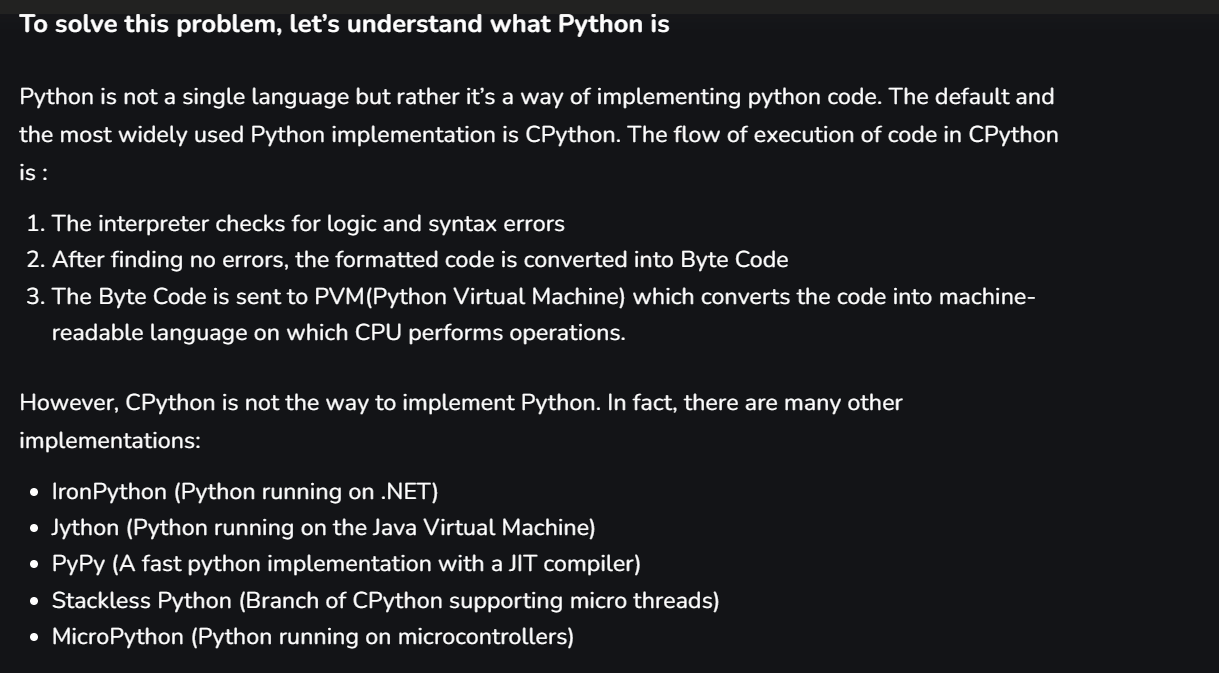 To solve this problem, let’s understand what Python is
Python is not a single language but rather it’s a way of implementing python code. The default and
the most widely used Python implementation is CPython. The flow of execution of code in CPython
is :
1. The interpreter checks for logic and syntax errors
2. After finding no errors, the formatted code is converted into Byte Code
3. The Byte Code is sent to PVM(Python Virtual Machine) which converts the code into machine-
readable language on which CPU performs operations.
However, CPython is not the way to implement Python. In fact, there are many other
implementations:
• IronPython (Python running on .NET)
• Jython (Python running on the Java Virtual Machine)
• PyPy (A fast python implementation with a JIT compiler)
• Stackless Python (Branch of CPython supporting micro threads)
• MicroPython (Python running on microcontrollers)